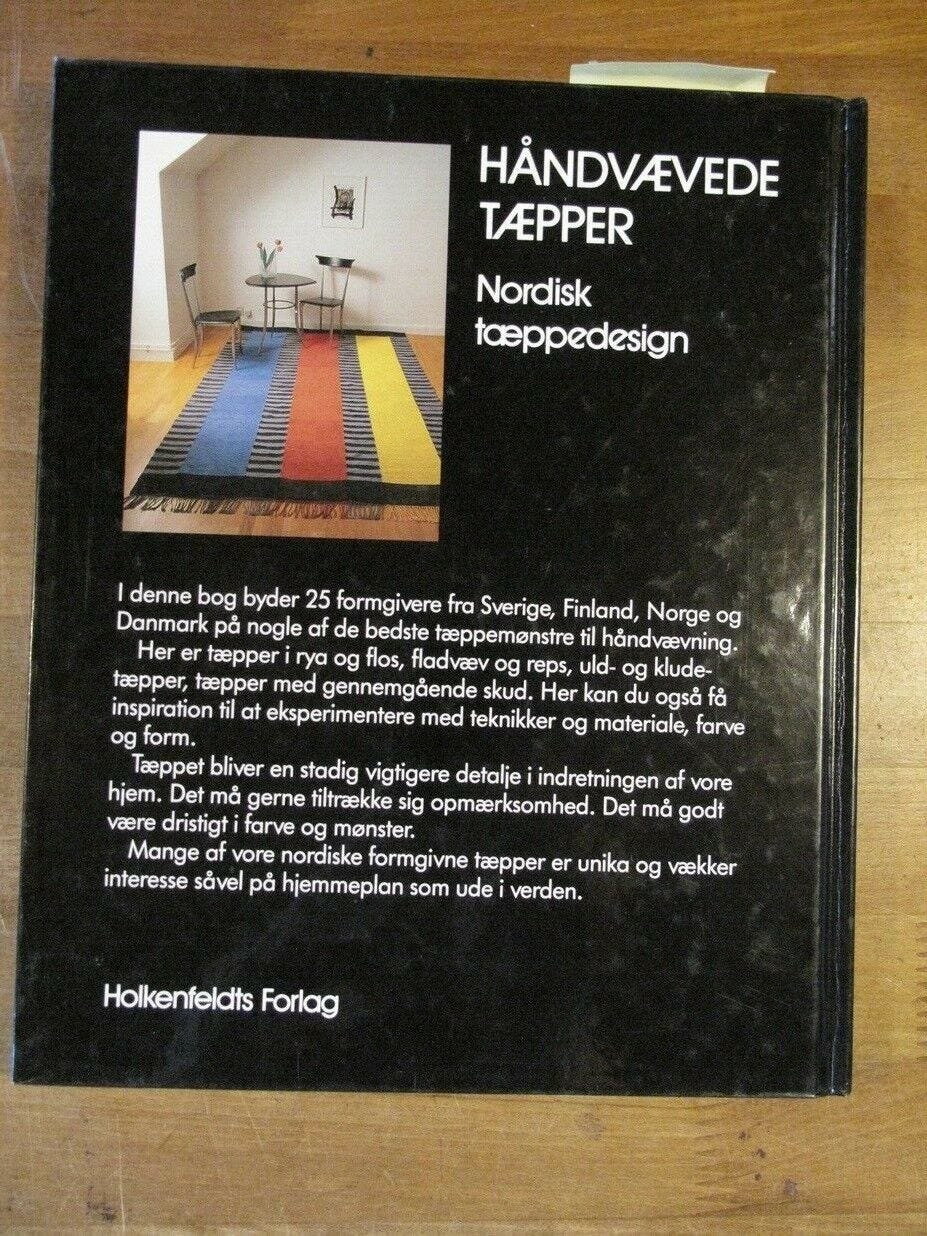 HÅNDVÆVEDE
TÆPPER
Nordisk
tæppedesign
I denne bog byder 25 formgivere fra Sverige, Finland, Norge og
Danmark på nogle af de bedste tæppemønstre til håndvævning.
Her er tæpper i rya og flos, fladvæv og reps, uld- og klude-
tæpper, tæpper med gennemgående skud. Her kan du også få
inspiration til at eksperimentere med teknikker og materiale, farve
og form.
Tæppet bliver en stadig vigtigere detalje i indretningen af vore
hjem. Det må gerne tiltrække sig opmærksomhed. Det må godt
være dristigt i farve og mønster.
Mange af vore nordiske formgivne tæpper er unika og vækker
interesse såvel på hjemmeplan som ude i verden.
Holkenfeldts Forlag